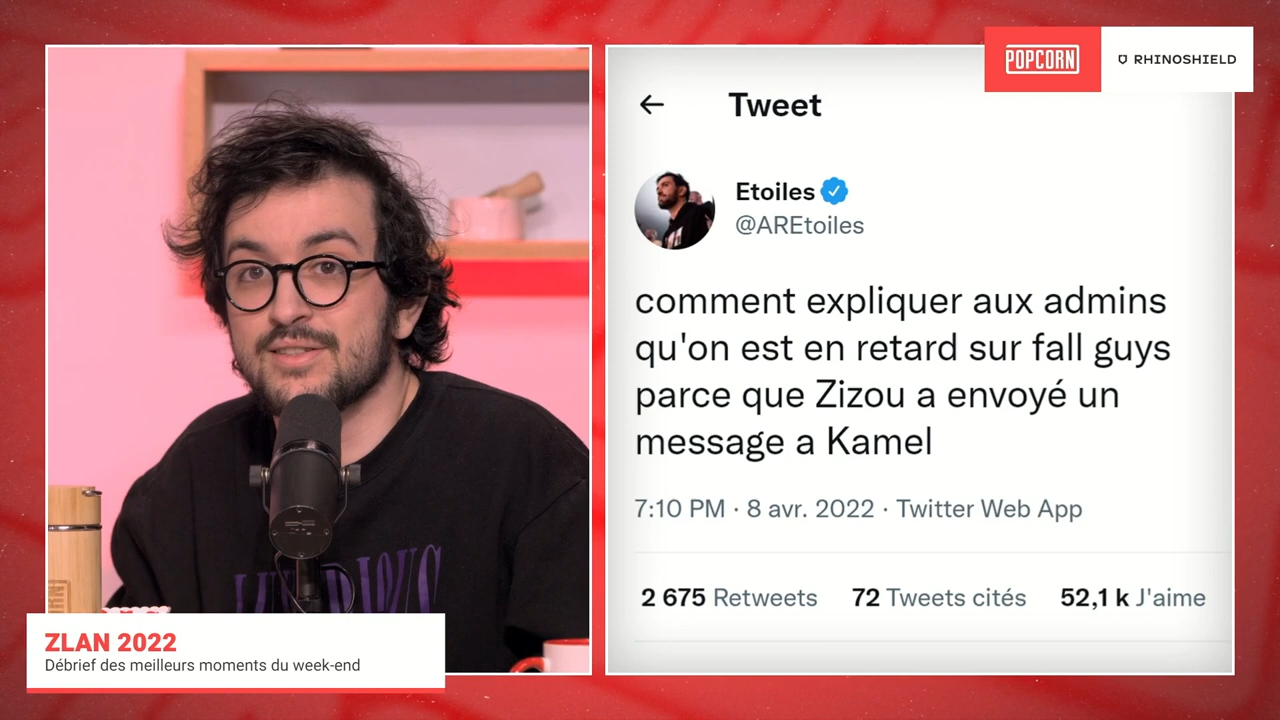 POPCORN
RHINOSHIELD
Tweet
Etoiles
@AREtoiles
comment expliquer aux admins
qu'on est en retard sur fall guys
parce que Zizou a envoyé un
message a Kamel
7:10 PM · 8 avr. 2022 · Twitter Web App
2 675 Retweets 72 Tweets cités 52,1 k J'aime
ZLAN 2022
Débrief des meilleurs moments du week-end